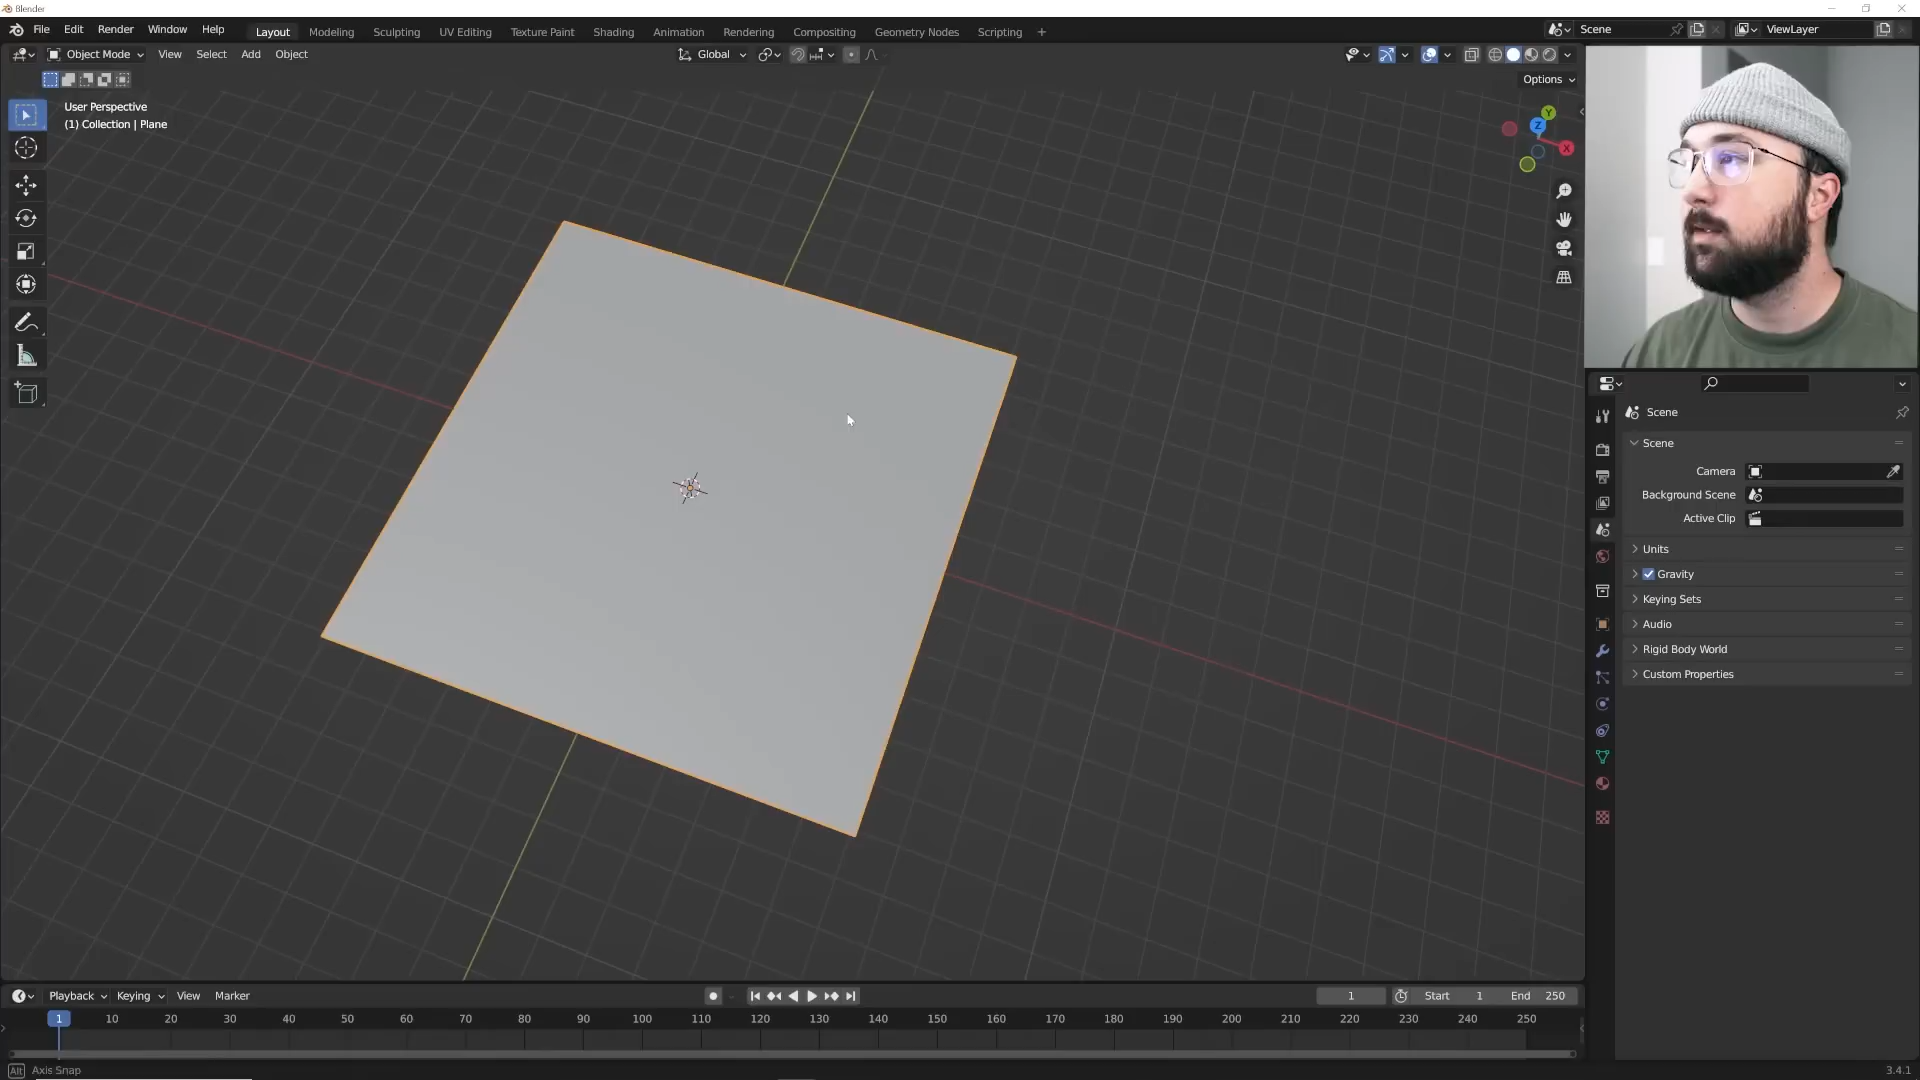 Blender
File Edit Render Window Help Layout Modeling Sculpting UV Editing Texture Paint Shading Animation Rendering Compositing Geometry Nodes Scripting + Scene ViewLayer
Object Mode View Select Add Object Global
Options
User Perspective
(1) Collection | Plane
Y
Z
X
Scene
Scene
Camera
Background Scene
Active Clip
Units
Gravity
Keying Sets
Audio
Rigid Body World
Custom Properties
Playback Keying View Marker 1 Start 1 End 250
1 10 20 30 40 50 60 70 80 90 100 110 120 130 140 150 160 170 180 190 200 210 220 230 240 250
Alt Axis Snap 3.4.1